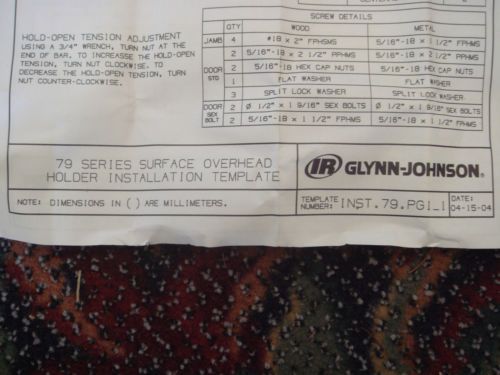 SCREW DETAILS
QTY WOOD METAL
JAMB 4 #18 x 2" FPHSMS 5/16"-18 x 1 1/2" FPHMS
2 5/16"-18 x 2 1/2" PPHMS 5/16"-18 x 2 1/2" PPHMS
DOOR STD 2 5/16"-18 HEX CAP NUTS 5/16"-18 HEX CAP NUTS
1 FLAT WASHER FLAT WASHER
3 SPLIT LOCK WASHER SPLIT LOCK WASHER
DOOR SEX BOLT 2 Ø 1/2" x 1 9/16" SEX BOLTS Ø 1/2" x 1 9/16" SEX BOLTS
2 5/16"-18 x 1 1/2" FPHMS 5/16"-18 x 1 1/2" PPHMS
HOLD-OPEN TENSION ADJUSTMENT
USING A 3/4" WRENCH, TURN NUT AT THE
END OF BAR. TO INCREASSE THE HOLD-OPEN
TENSION, TURN NUT CLOCKWISE. TO
DECREASE THE HOLD-OPEN TENSION, TURN
NUT COUNTER-CLOCKWISE.
79 SERIES SURFACE OVERHEAD
HOLDER INSTALLATION TEMPLATE
IR GLYNN-JOHNSON®
NOTE: DIMENSIONS IN ( ) ARE MILLIMETERS.
TEMPLATE NUMBER: INST.79.PG1_1
DATE: 04-15-04